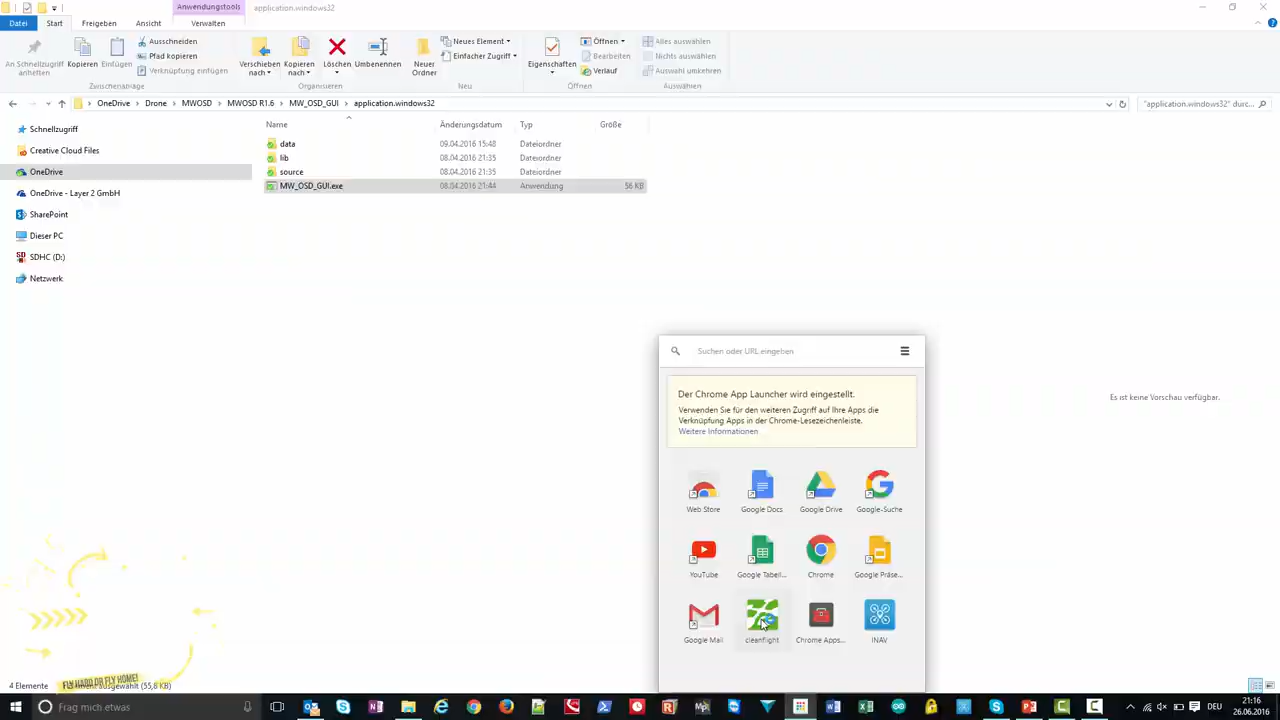 Anwendungstools
application.windows32
Datei
Start
Freigeben
Ansicht
Verwalten
An Schnellzugriff
anheften
Kopieren
Einfügen
Ausschneiden
Pfad kopieren
Verknüpfung einfügen
Zwischenablage
Verschieben
nach
Kopieren
nach
Löschen
Umbenennen
Organisieren
Neuer
Ordner
Neues Element
Einfacher Zugriff
Neu
Eigenschaften
Öffnen
Bearbeiten
Verlauf
Öffnen
Alles auswählen
Nichts auswählen
Auswahl umkehren
Auswählen
OneDrive
Drone
MWOSD
MWOSD R1.6
MW_OSD_GUI
application.windows32
"application.windows32" durc...
Name
Änderungsdatum
Typ
Größe
data
09.04.2016 15:48
Dateiordner
lib
08.04.2016 21:35
Dateiordner
source
08.04.2016 21:35
Dateiordner
MW_OSD_GUI.exe
08.04.2016 21:44
Anwendung
56 KB
Schnellzugriff
Creative Cloud Files
OneDrive
OneDrive - Layer 2 GmbH
SharePoint
Dieser PC
SDHC (D:)
Netzwerk
Es ist keine Vorschau verfügbar.
Suchen oder URL eingeben
Der Chrome App Launcher wird eingestellt.
Verwenden Sie für den weiteren Zugriff auf Ihre Apps die
Verknüpfung Apps in der Chrome-Lesezeichenleiste.
Weitere Informationen
Web Store
Google Docs
Google Drive
Google-Suche
YouTube
Google Tabell...
Chrome
Google Präse...
Google Mail
cleanflight
Chrome Apps...
INAV
FLY HARD OR FLY HOME!
4 Elemente
ausgewählt (55,8 KB)
Frag mich etwas
DEU
21:16
26.06.2016